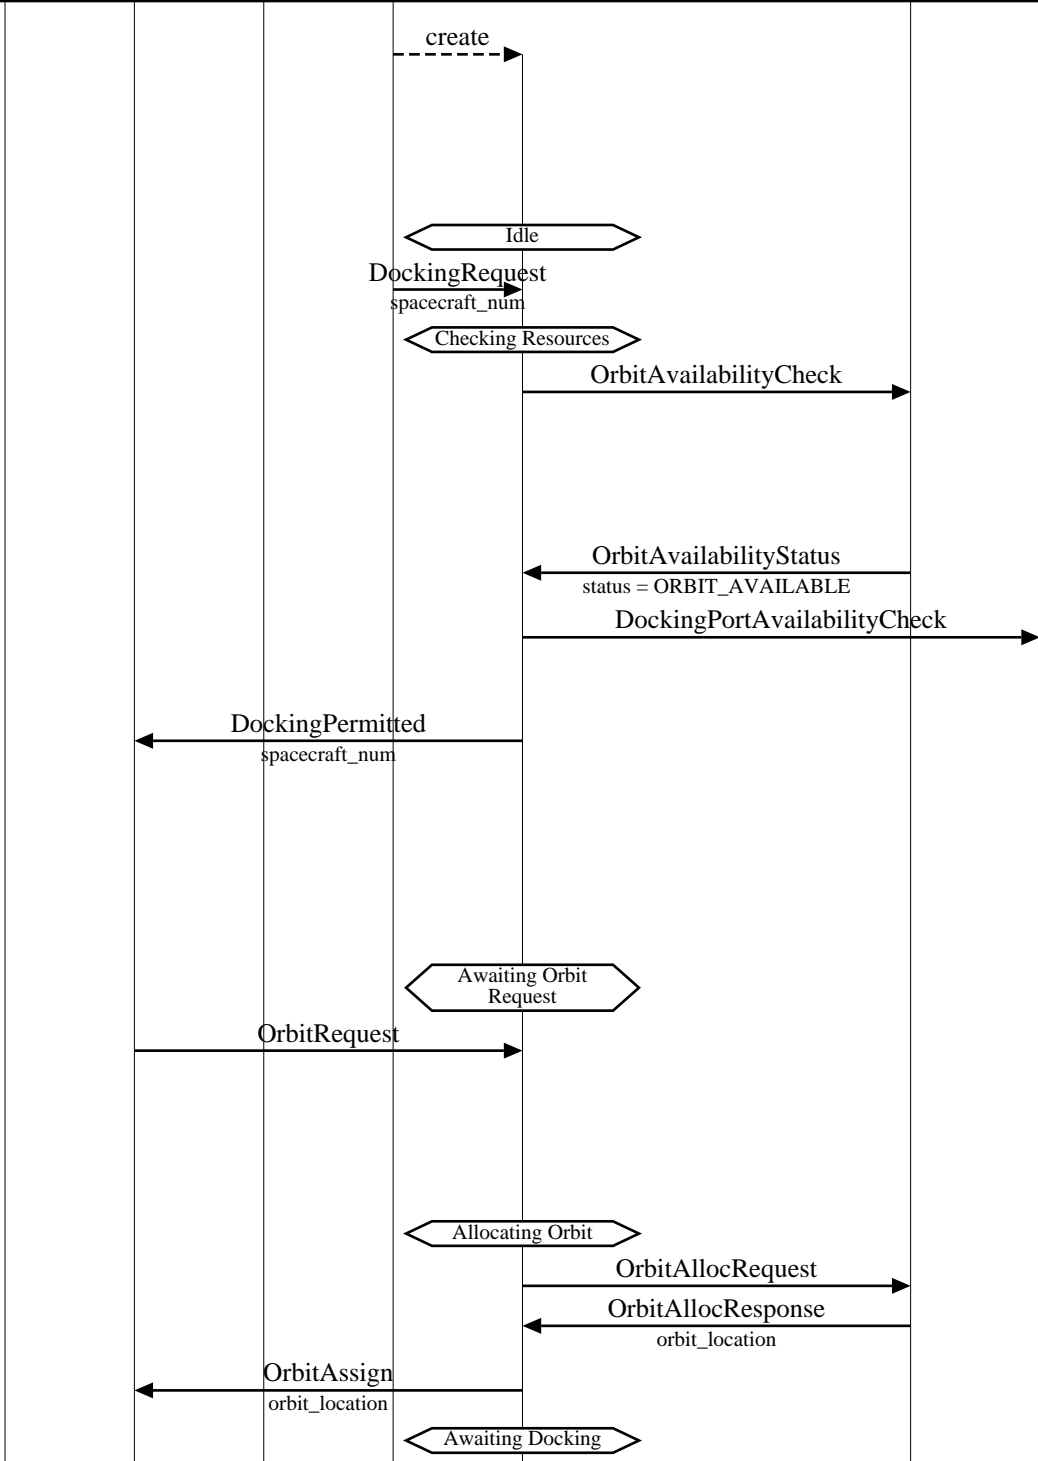 create
Idle
DockingRequest
spacecraft_num
Checking Resources
OrbitAvailabilityCheck
OrbitAvailabilityStatus
status = ORBIT_AVAILABLE
DockingPortAvailabilityCheck
DockingPermitted
spacecraft_num
Awaiting Orbit
Request
OrbitRequest
Allocating Orbit
OrbitAllocRequest
OrbitAllocResponse
orbit_location
OrbitAssign
orbit_location
Awaiting Docking